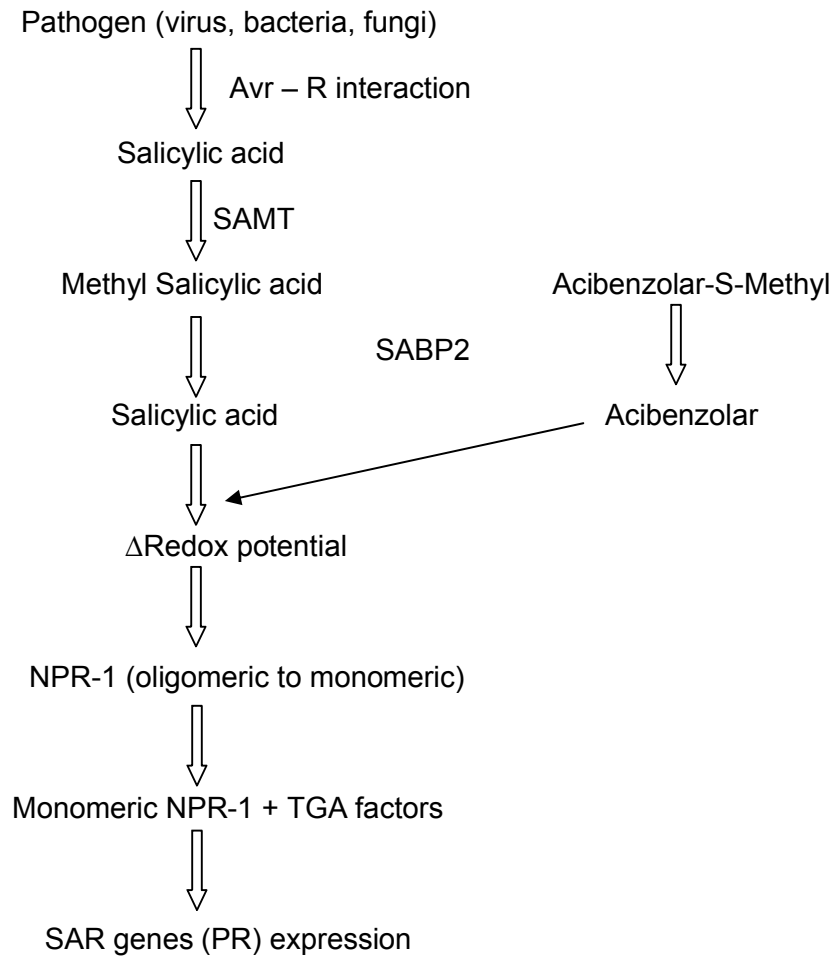 Pathogen (virus, bacteria, fungi)
Avr – R interaction
Salicylic acid
SAMT
Methyl Salicylic acid
Acibenzolar-S-Methyl
SABP2
Salicylic acid
Acibenzolar
∆Redox potential
NPR-1 (oligomeric to monomeric)
Monomeric NPR-1 + TGA factors
SAR genes (PR) expression